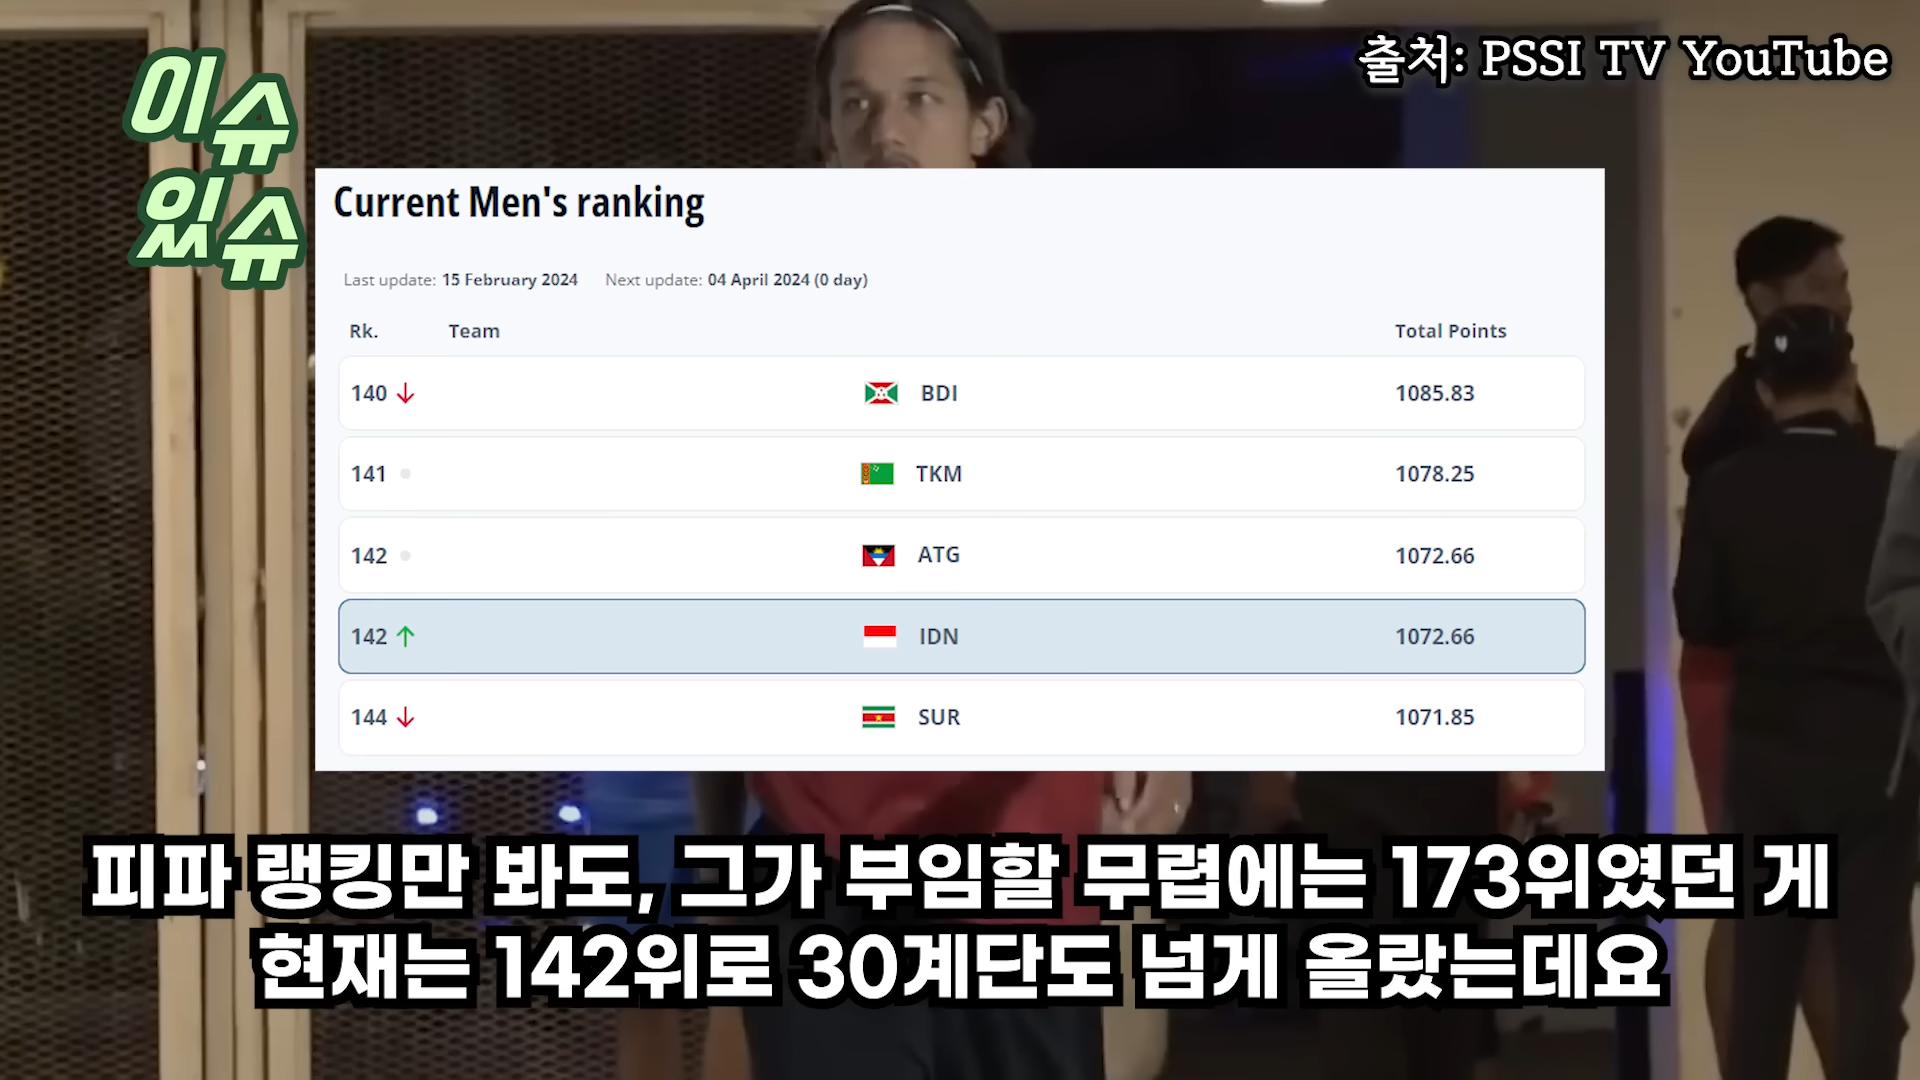 이슈
있슈
출처: PSSI TV YouTube
Current Men's ranking
Last update: 15 February 2024 Next update: 04 April 2024 (0 day)
Rk. Team Total Points
140 BDI 1085.83
141 TKM 1078.25
142 ATG 1072.66
142 IDN 1072.66
144 SUR 1071.85
피파 랭킹만 봐도, 그가 부임할 무렵에는 173위였던 게
현재는 142위로 30계단도 넘게 올랐는데요